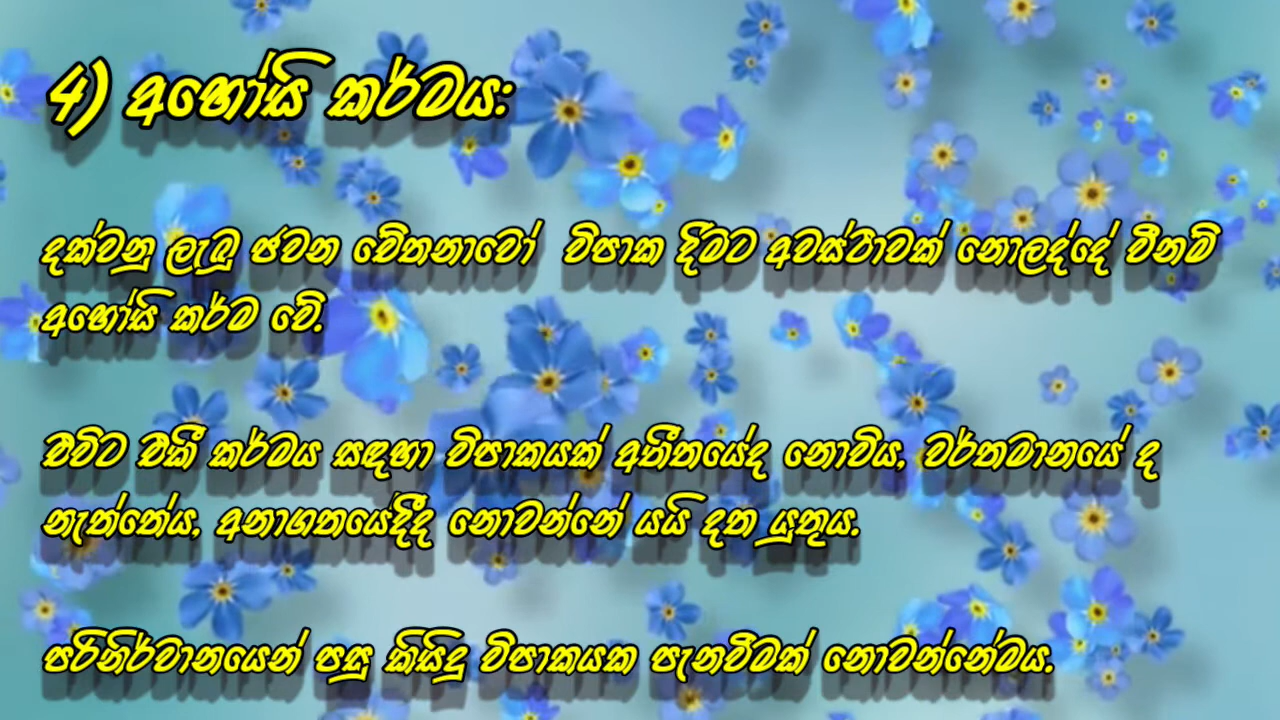 4) අහෝසි කර්මය:
දක්වනු ලැබූ ජවන චේතනාවෝ විපාක දීමට අවස්ථාවක් නොලද්දේ වීනම්
අහෝසි කර්ම වේ.
එවිට එකී කර්මය සඳහා විපාකයක් අතීතයේද නොවිය, වර්තමානයේ ද
නැත්තේය, අනාගතයේදීද නොවන්නේ යයි දත යුතුය.
පරිනිර්වානයෙන් පසු කිසිදු විපාකයක පැනවීමක් නොවන්නේමය.